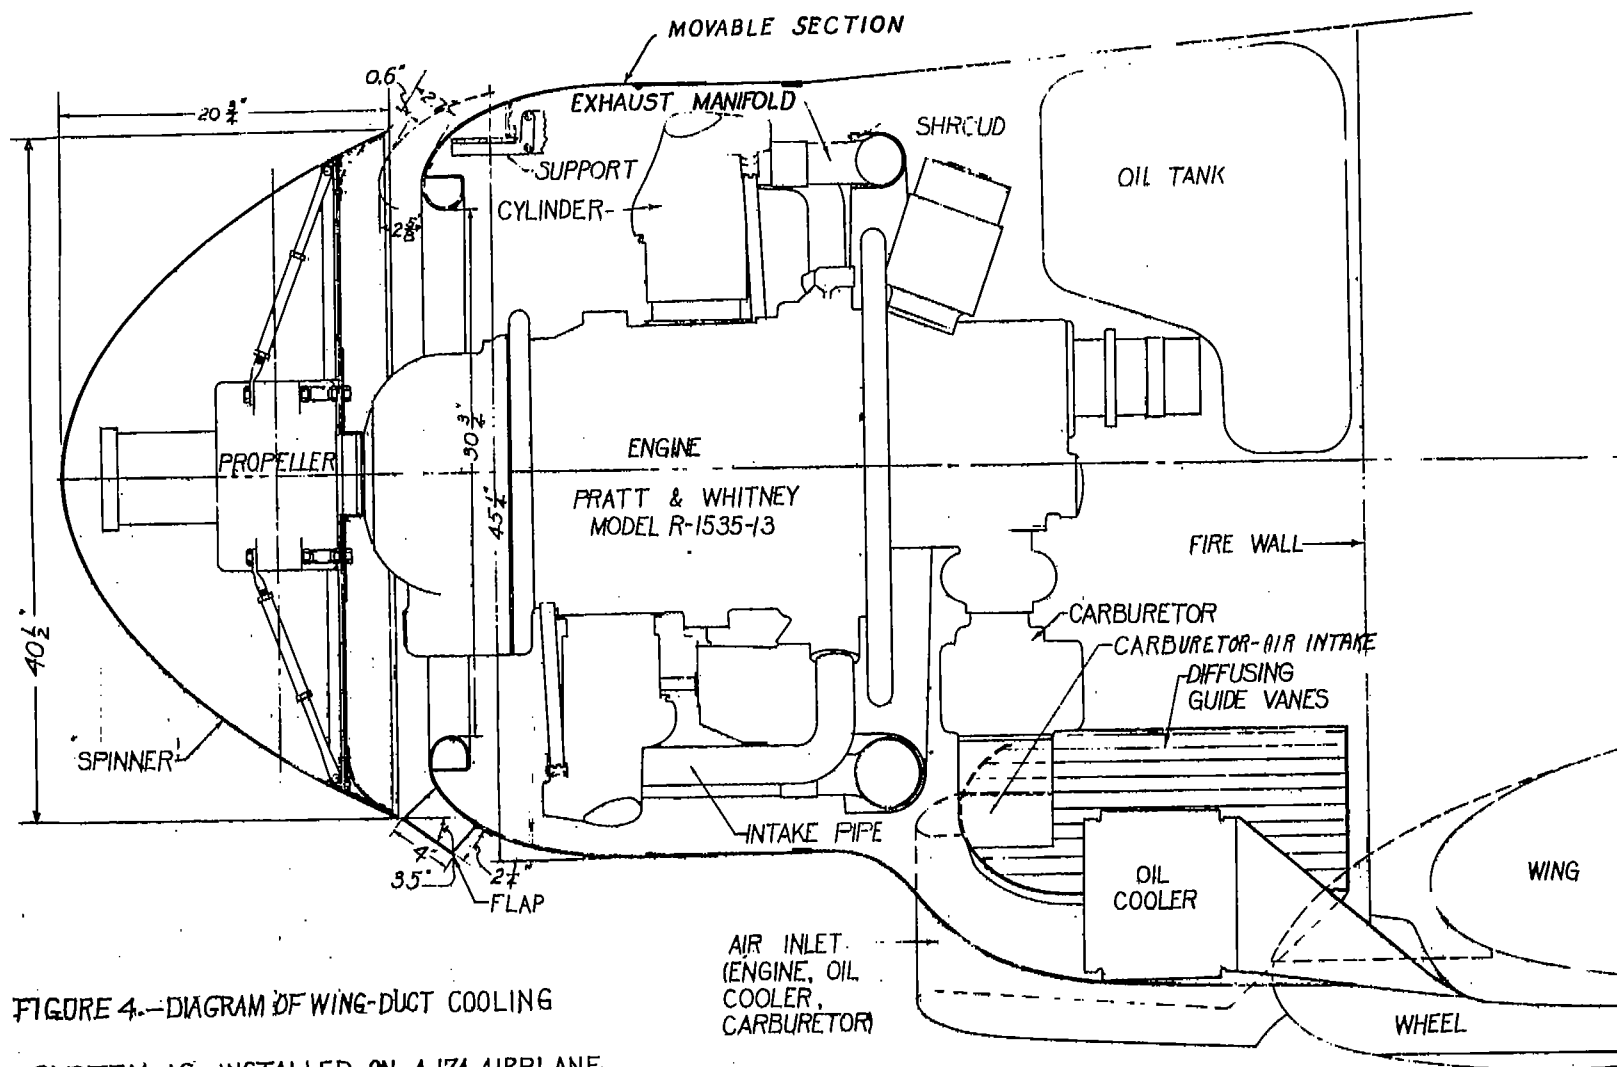 MOVABLE SECTION
0.6"
2"
20 3/4"
EXHAUST MANIFOLD
SHROUD
SUPPORT
OIL TANK
CYLINDER
2 5/8"
30 3/4"
ENGINE
PROPELLER
PRATT & WHITNEY
MODEL R-1535-13
45 1/4"
FIRE WALL
40 1/2"
CARBURETOR
CARBURETOR-AIR INTAKE
DIFFUSING
GUIDE VANES
SPINNER
INTAKE PIPE
4"
35°
FLAP
OIL
COOLER
WING
AIR INLET
(ENGINE, OIL
COOLER,
CARBURETOR)
WHEEL
FIGURE 4.-DIAGRAM OF WING-DUCT COOLING